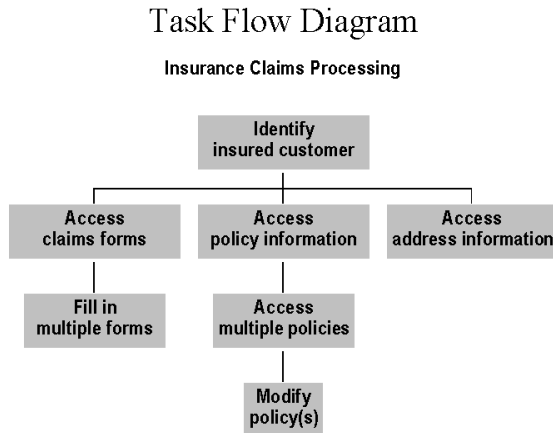 Task Flow Diagram
Insurance Claims Processing
Identify
insured customer
Access
claims forms
Access
policy information
Access
address information
Fill in
multiple forms
Access
multiple policies
Modify
policy(s)